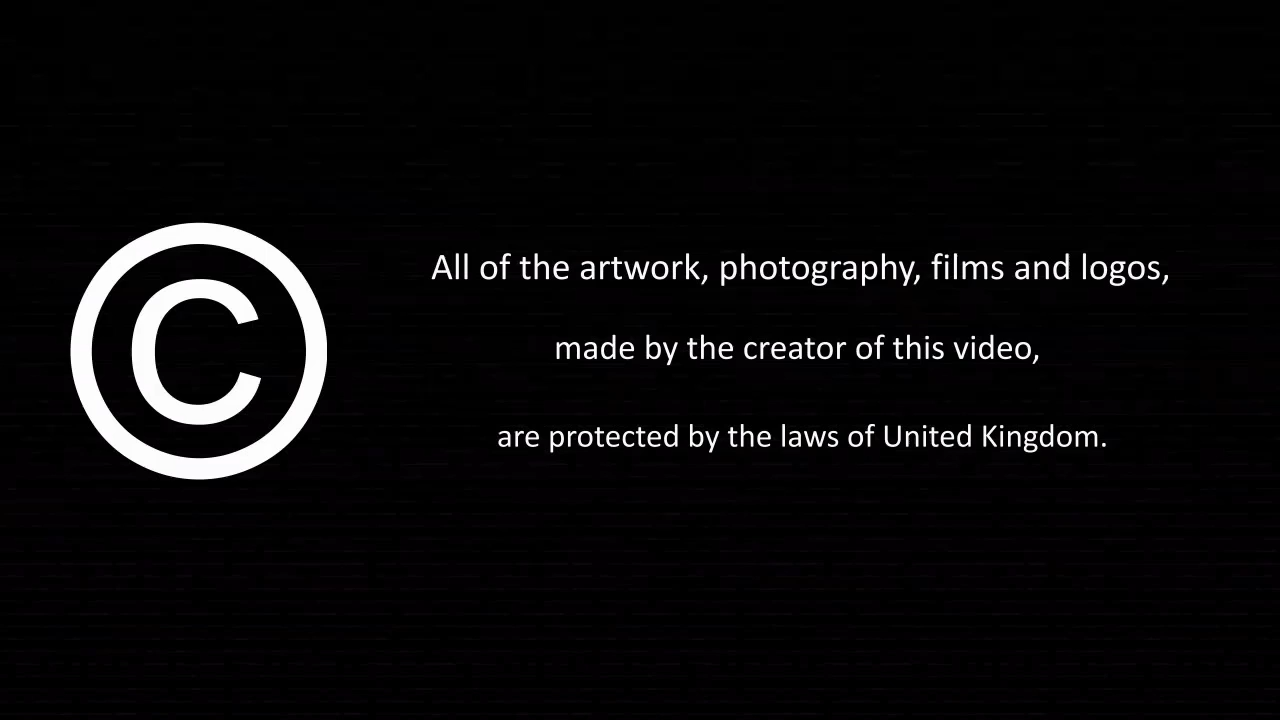 ©
All of the artwork, photography, films and logos,
made by the creator of this video,
are protected by the laws of United Kingdom.